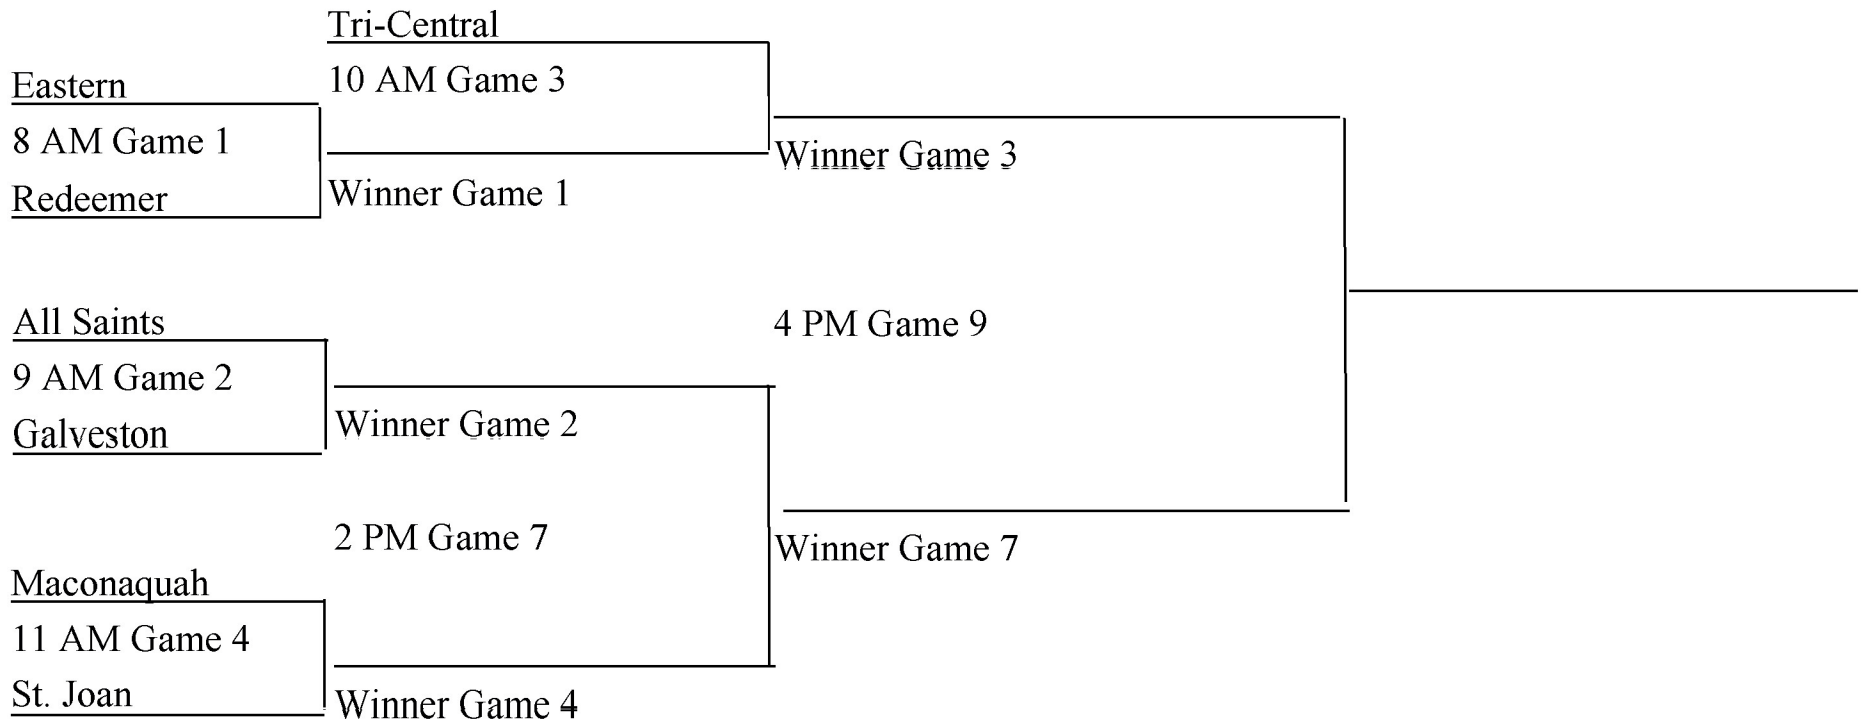 Tri-Central
Eastern
10 AM Game 3
8 AM Game 1
Winner Game 3
Redeemer
Winner Game 1
All Saints
4 PM Game 9
9 AM Game 2
Winner Game 2
Galveston
2 PM Game 7
Winner Game 7
Maconaquah
11 AM Game 4
St. Joan
Winner Game 4